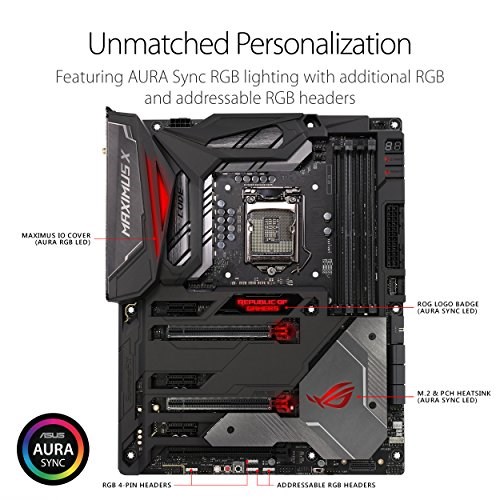 Unmatched Personalization
Featuring AURA Sync RGB lighting with additional RGB
and addressable RGB headers
MAXIMUS X
CODE
88
MAXIMUS IO COVER
(AURA RGB LED)
REPUBLIC OF
GAMERS
ROG LOGO BADGE
(AURA SYNC LED)
M.2 & PCH HEATSINK
(AURA SYNC LED)
ASUS
AURA
SYNC
RGB 4-PIN HEADERS
ADDRESSABLE RGB HEADERS